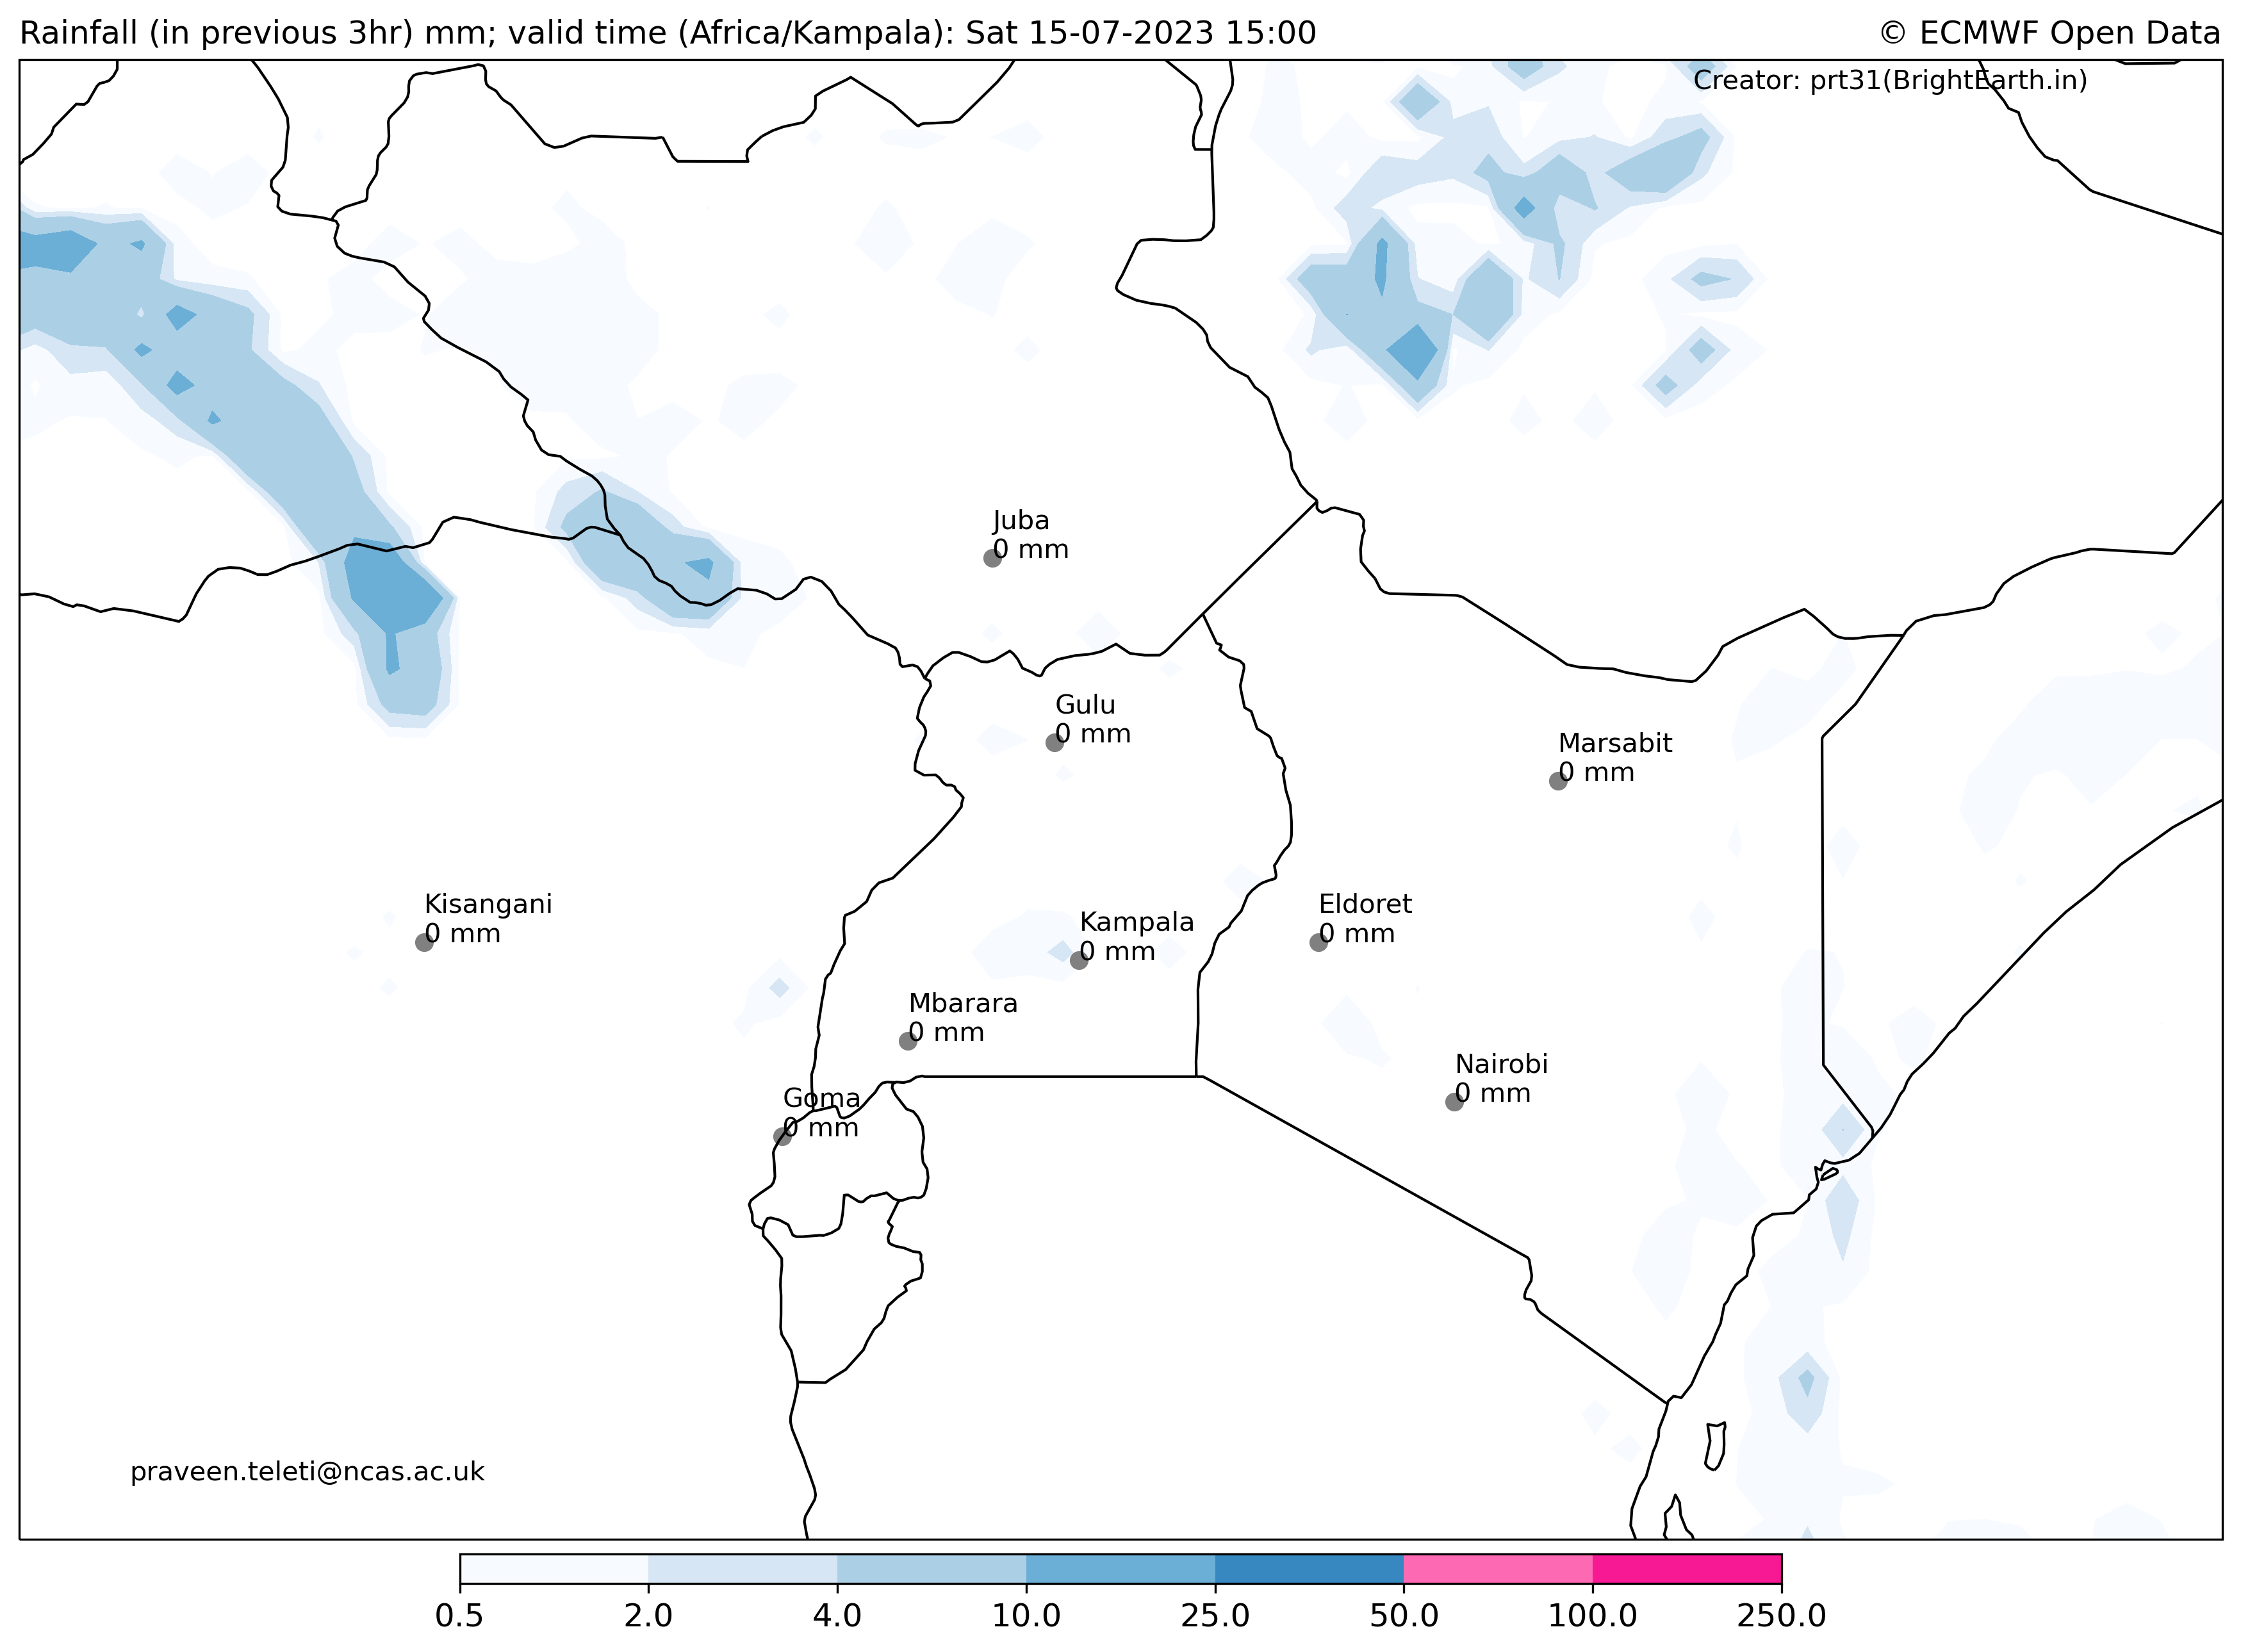 Rainfall (in previous 3hr) mm; valid time (Africa/Kampala): Sat 15-07-2023 15:00
© ECMWF Open Data
Creator: prt31(BrightEarth.in)
Juba
0 mm
Gulu
0 mm
Marsabit
0 mm
Kisangani
0 mm
Kampala
0 mm
Eldoret
0 mm
Mbarara
0 mm
Nairobi
0 mm
Goma
0 mm
praveen.teleti@ncas.ac.uk
0.5 2.0 4.0 10.0 25.0 50.0 100.0 250.0